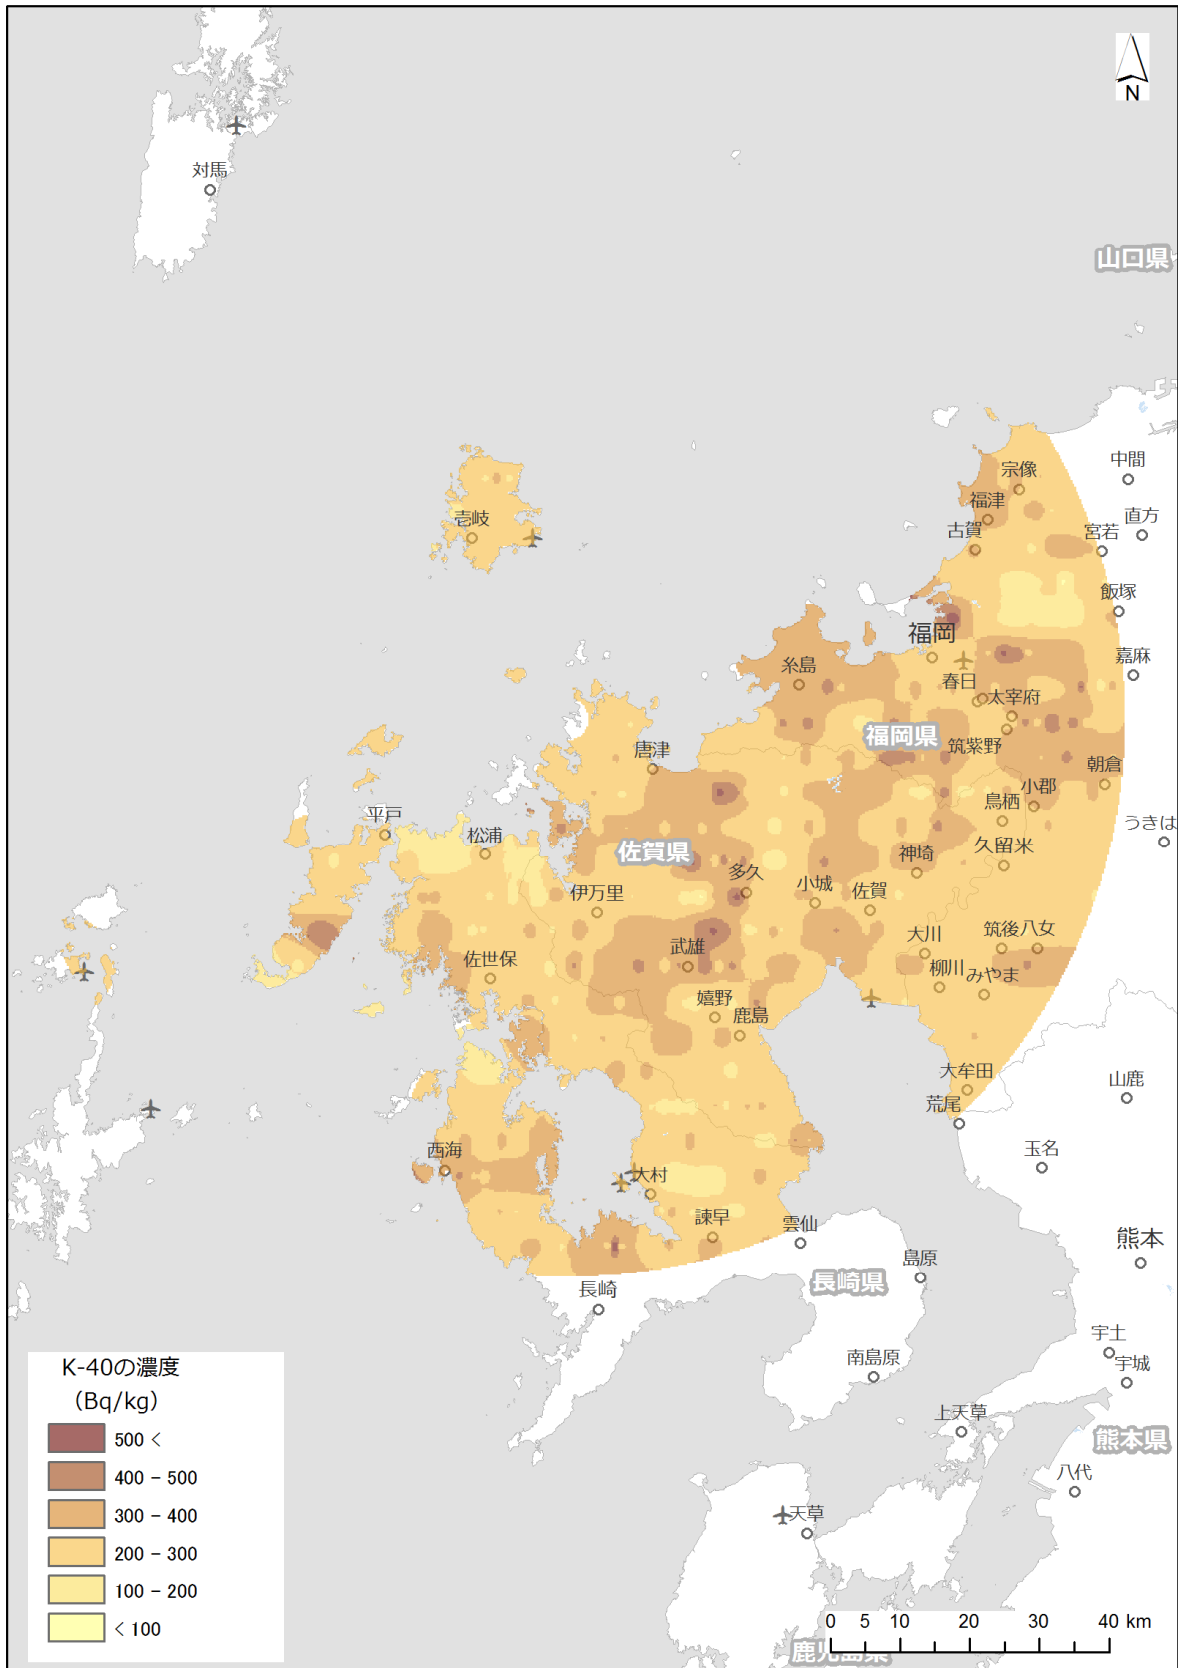 N
対馬
山口県
中間
宗像
福津
直方
壱岐
古賀
宮若
飯塚
福岡
嘉麻
糸島
春日
太宰府
福岡県
筑紫野
唐津
朝倉
小郡
鳥栖
平戸
うきは
松浦
佐賀県
久留米
神埼
多久
小城
佐賀
伊万里
大川
筑後
八女
武雄
佐世保
柳川
みやま
嬉野
鹿島
大牟田
山鹿
荒尾
西海
玉名
大村
諫早
雲仙
熊本
島原
長崎県
長崎
宇土
南島原
宇城
上天草
熊本県
八代
天草
鹿児島県
K-40の濃度
(Bq/kg)
500 <
400 - 500
300 - 400
200 - 300
100 - 200
< 100
0 5 10 20 30 40 km